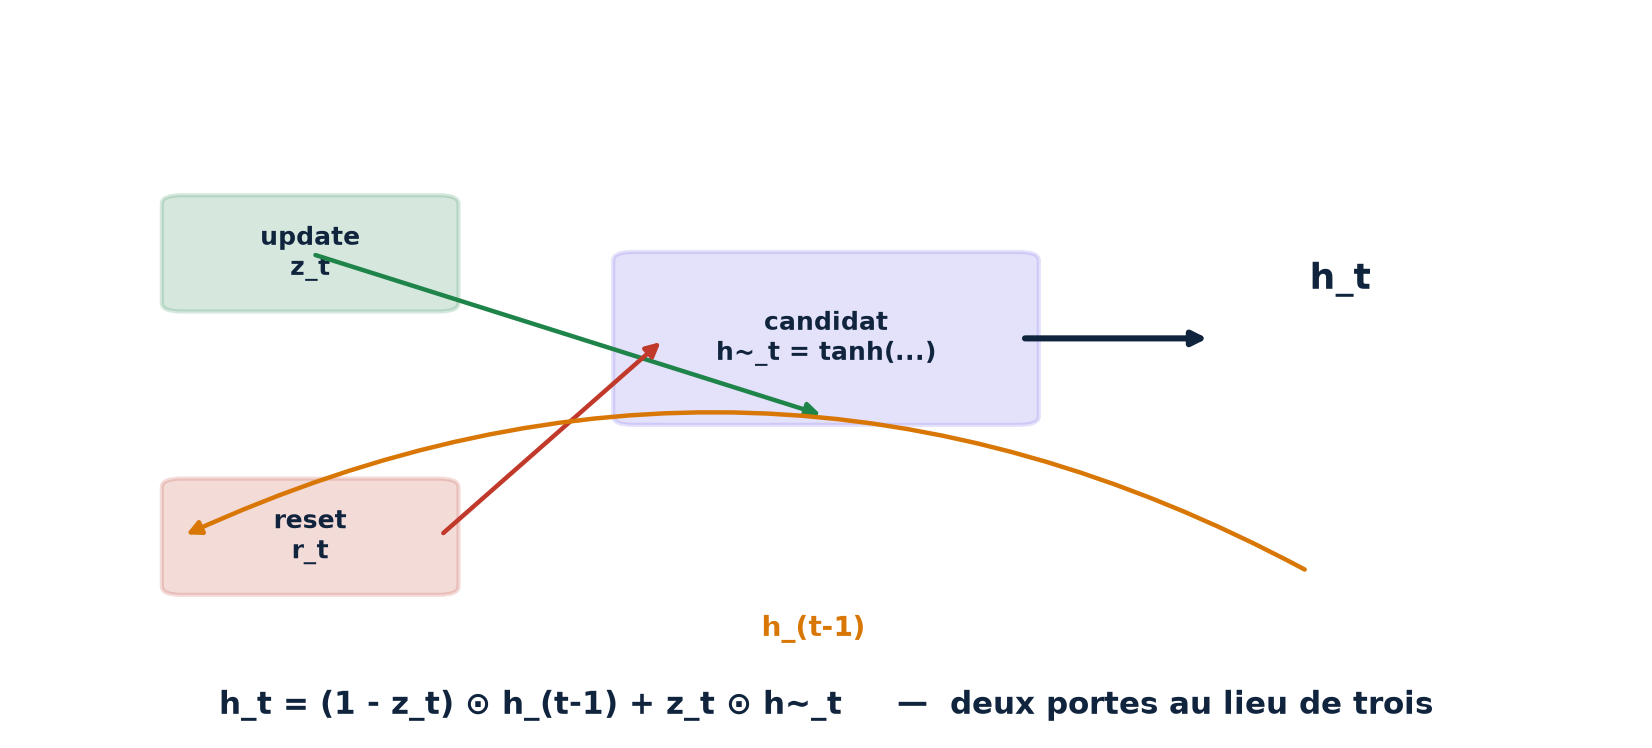 update
z_t
candidat
h~_t = tanh(...)
h_t
reset
r_t
h_(t-1)
h_t = (1 - z_t) ⊙ h_(t-1) + z_t ⊙ h~_t — deux portes au lieu de trois